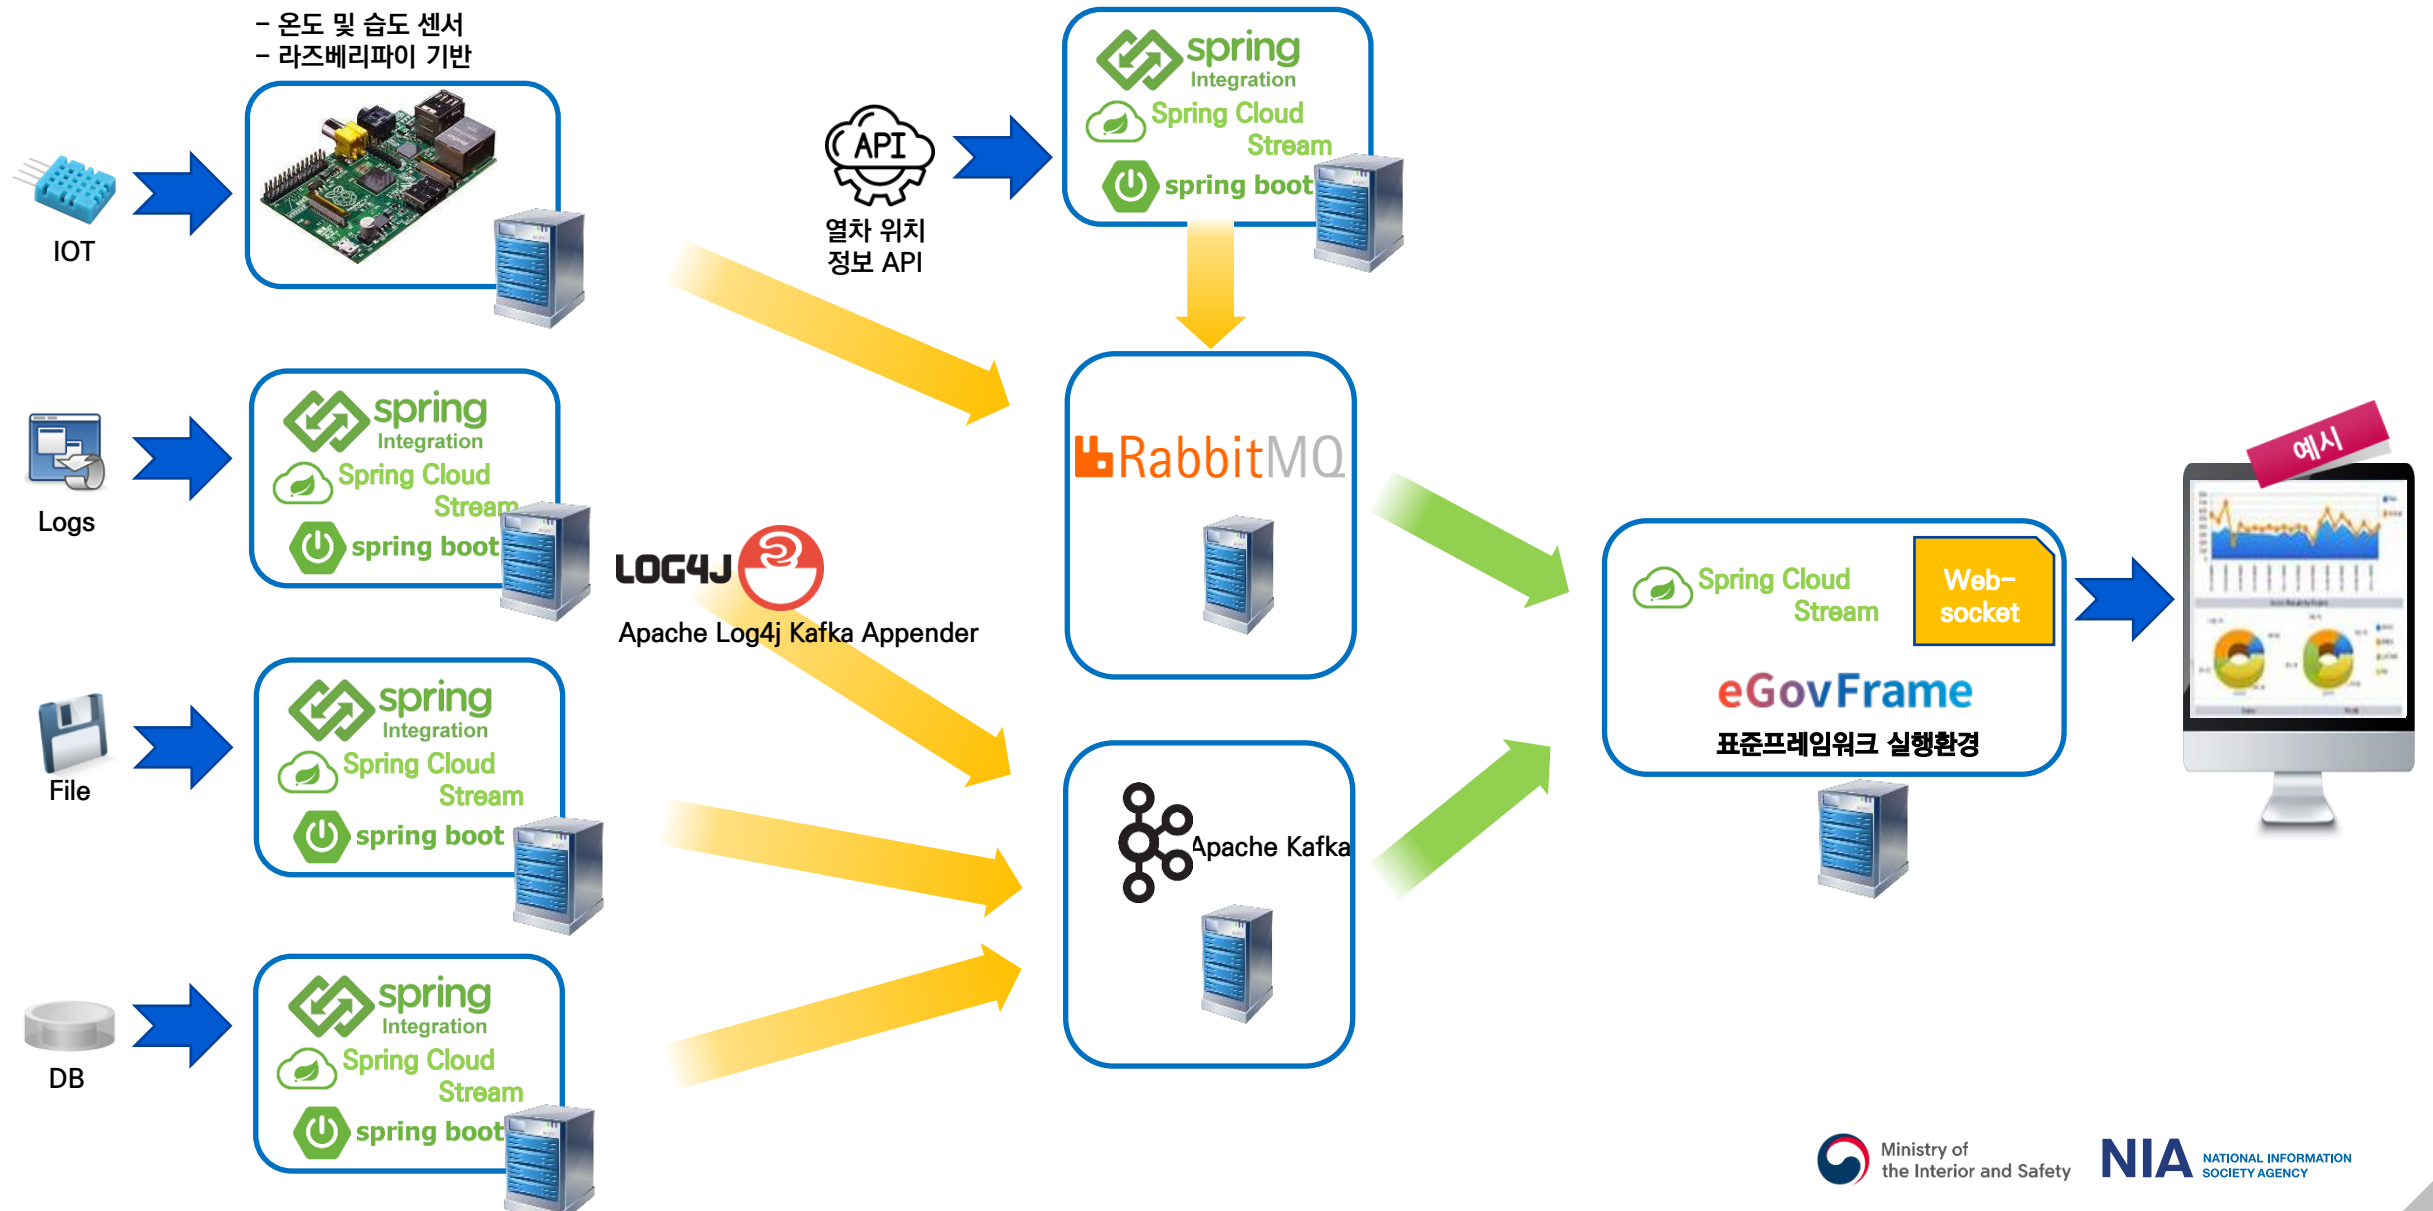 - 온도 및 습도 센서
- 라즈베리파이 기반
IOT
API
열차 위치
정보 API
spring
Integration
Spring Cloud
Stream
spring boot
Logs
spring
Integration
Spring Cloud
Stream
spring boot
LOG4J
Apache Log4j Kafka Appender
RabbitMQ
File
spring
Integration
Spring Cloud
Stream
spring boot
Apache Kafka
DB
spring
Integration
Spring Cloud
Stream
spring boot
Spring Cloud
Stream
Web-
socket
eGovFrame
표준프레임워크 실행환경
예시
Ministry of
the Interior and Safety
NIA
NATIONAL INFORMATION
SOCIETY AGENCY